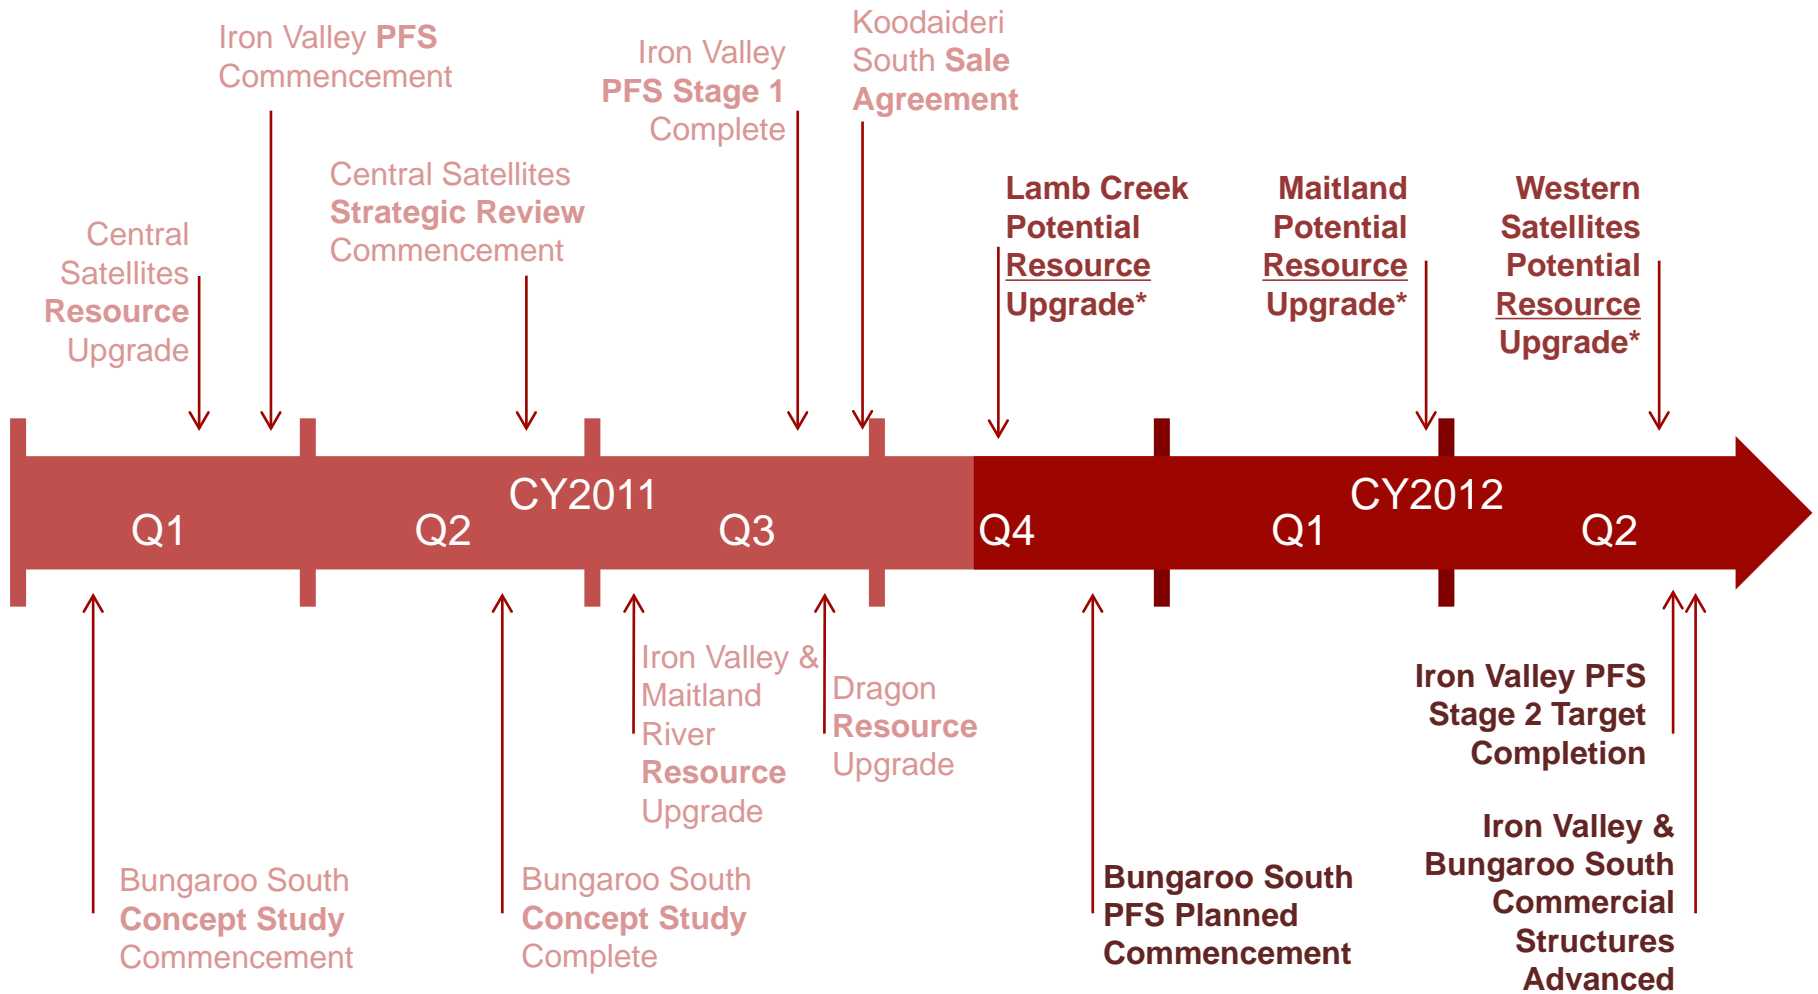 Iron Valley PFS
Commencement
Iron Valley
PFS Stage 1
Complete
Koodaideri
South Sale
Agreement
Central
Satellites
Resource
Upgrade
Central Satellites
Strategic Review
Commencement
Lamb Creek
Potential
Resource
Upgrade*
Maitland
Potential
Resource
Upgrade*
Western
Satellites
Potential
Resource
Upgrade*
CY2011
CY2012
Q1
Q2
Q3
Q4
Q1
Q2
Bungaroo South
Concept Study
Commencement
Bungaroo South
Concept Study
Complete
Iron Valley &
Maitland
River
Resource
Upgrade
Dragon
Resource
Upgrade
Bungaroo South
PFS Planned
Commencement
Iron Valley PFS
Stage 2 Target
Completion
Iron Valley &
Bungaroo South
Commercial
Structures
Advanced